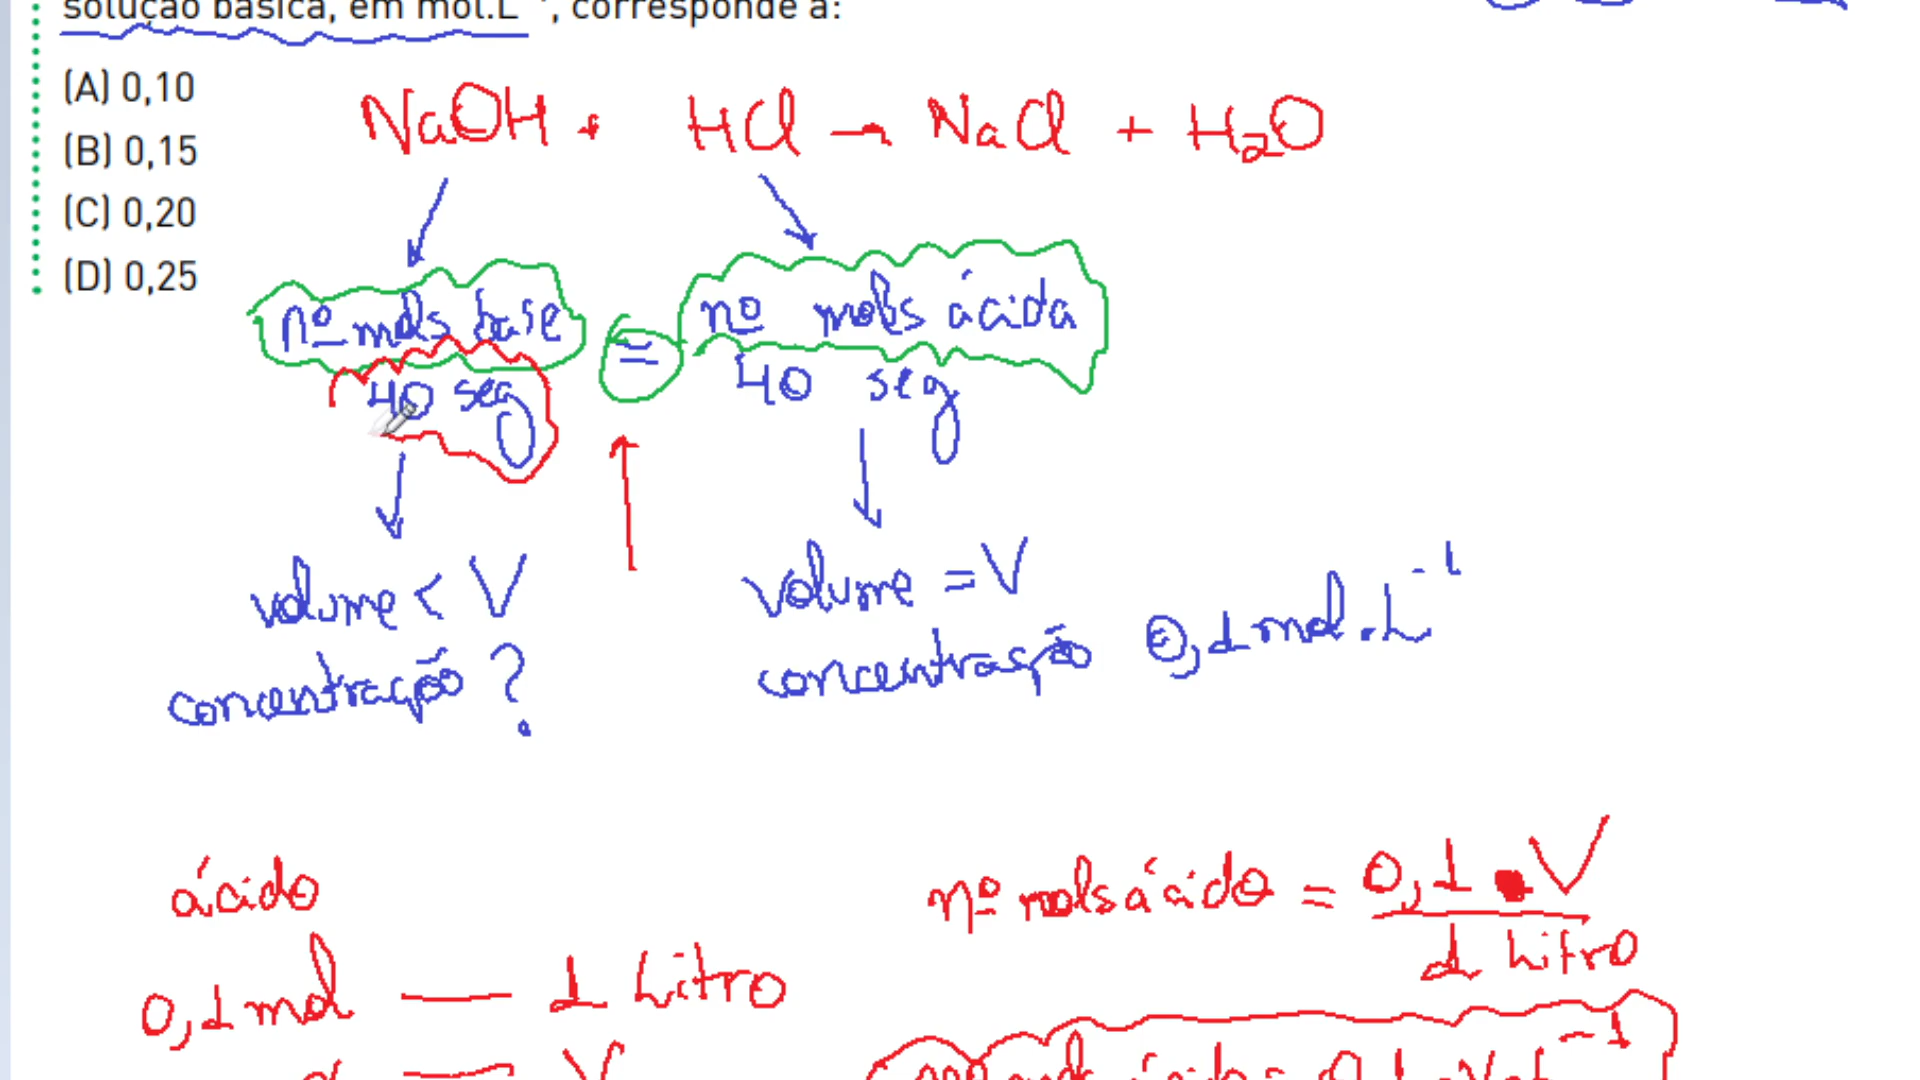 solução básica, em mol.L⁻¹, corresponde a:
(A) 0,10
(B) 0,15
(C) 0,20
(D) 0,25
NaOH + HCl → NaCl + H₂O
nº mols base = nº mols ácida
40 seg 40 seg
volume < V volume = V
concentração ? concentração 0,1 mol.L⁻¹
ácido
nº mols ácido = 0,1 . V
1 Litro
0,1 mol — 1 Litro